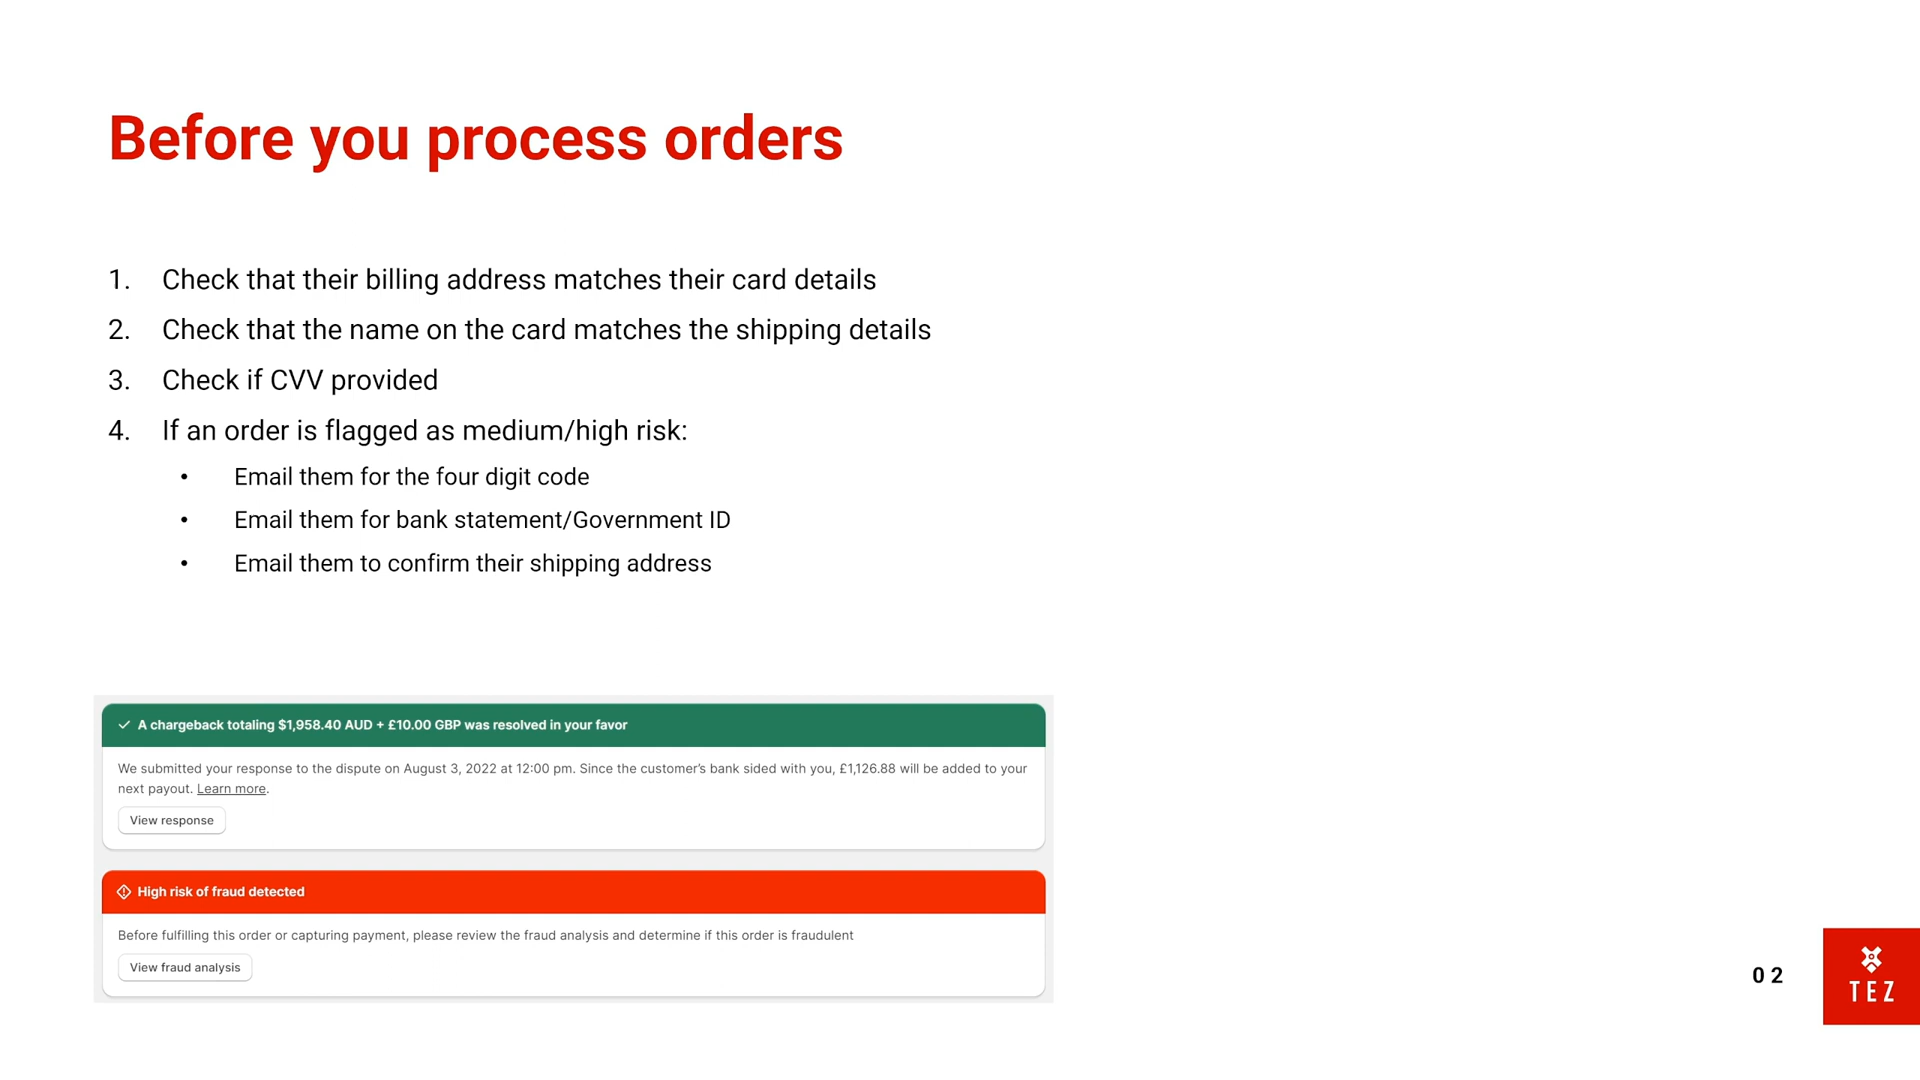 Before you process orders
1. Check that their billing address matches their card details
2. Check that the name on the card matches the shipping details
3. Check if CVV provided
4. If an order is flagged as medium/high risk:
• Email them for the four digit code
• Email them for bank statement/Government ID
• Email them to confirm their shipping address
A chargeback totaling $1,958.40 AUD + £10.00 GBP was resolved in your favor
We submitted your response to the dispute on August 3, 2022 at 12:00 pm. Since the customer's bank sided with you, £1,126.88 will be added to your
next payout. Learn more.
View response
High risk of fraud detected
Before fulfilling this order or capturing payment, please review the fraud analysis and determine if this order is fraudulent
View fraud analysis
02
TEZ